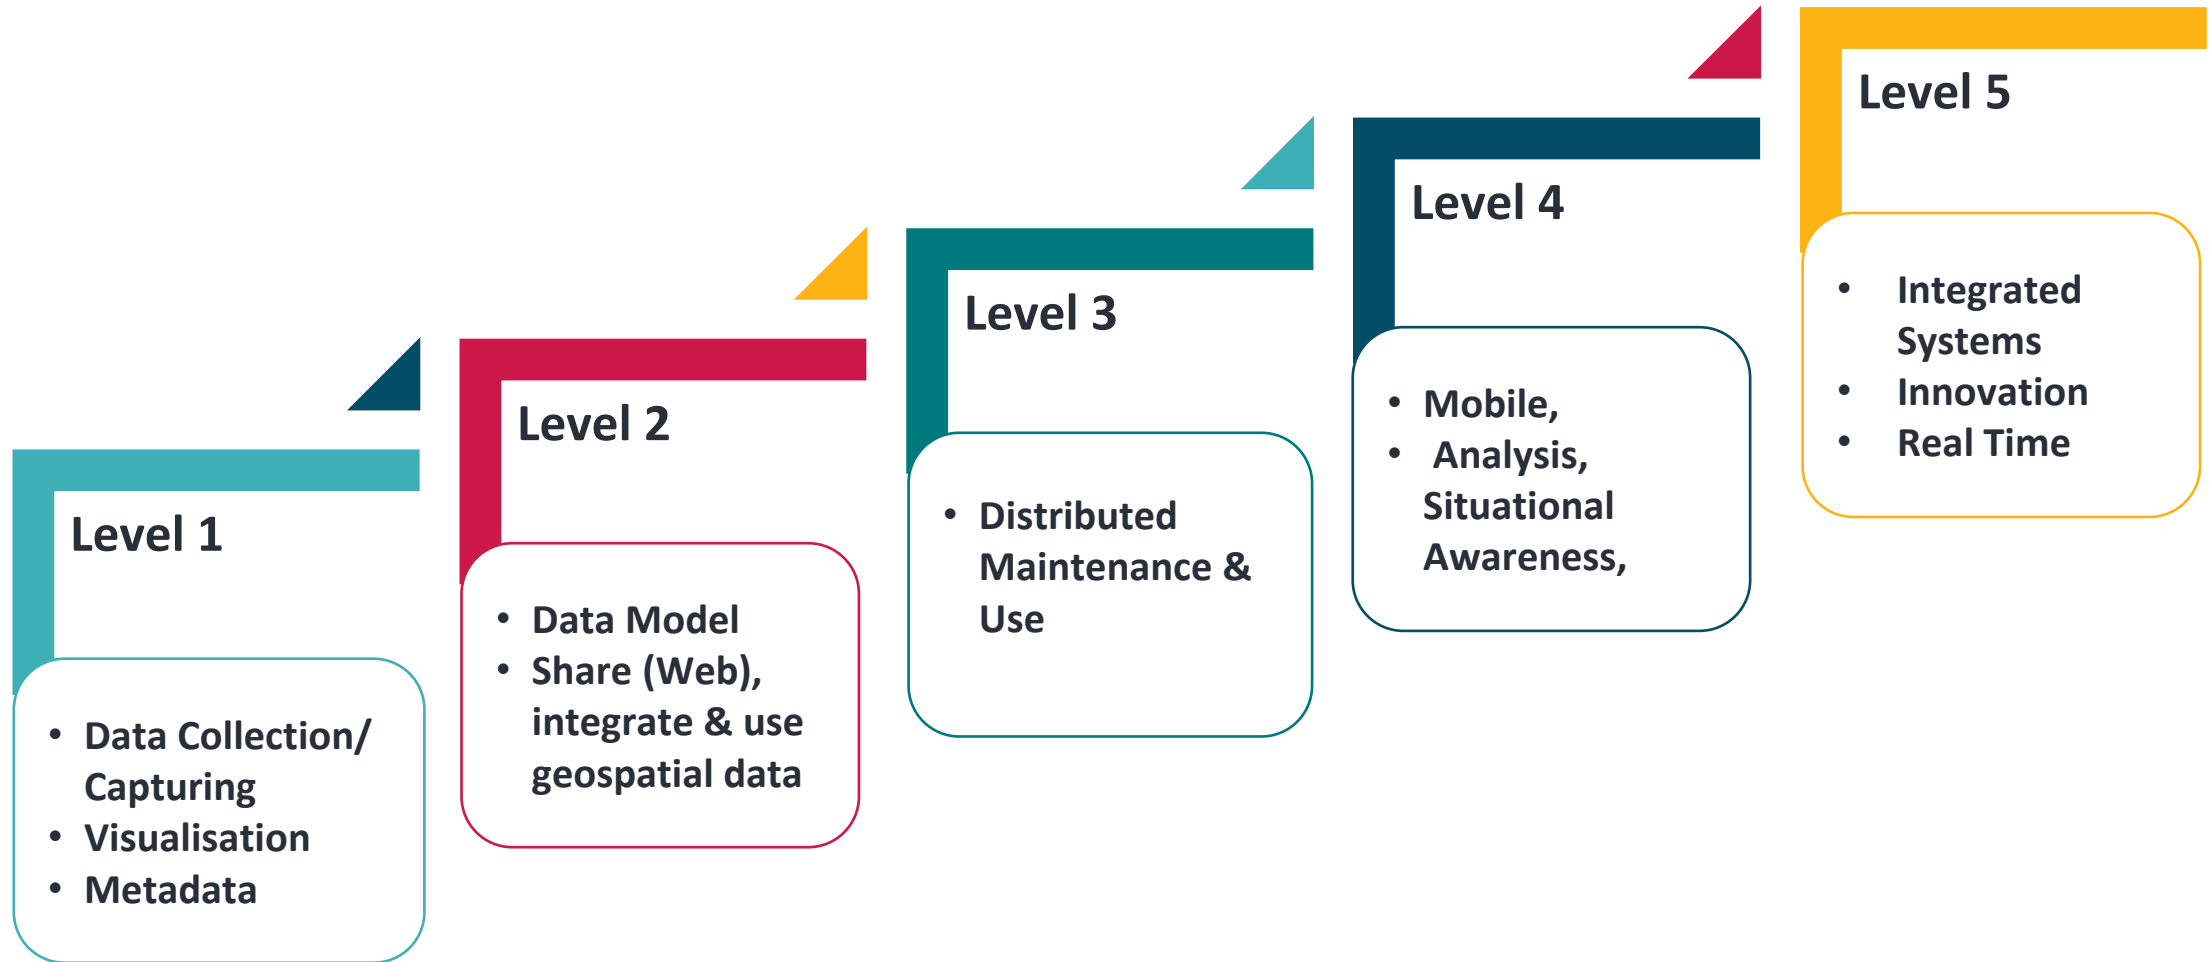 Level 1
• Data Collection/
Capturing
• Visualisation
• Metadata
Level 2
• Data Model
• Share (Web),
integrate & use
geospatial data
Level 3
• Distributed
Maintenance &
Use
Level 4
• Mobile,
• Analysis,
Situational
Awareness,
Level 5
• Integrated
Systems
• Innovation
• Real Time